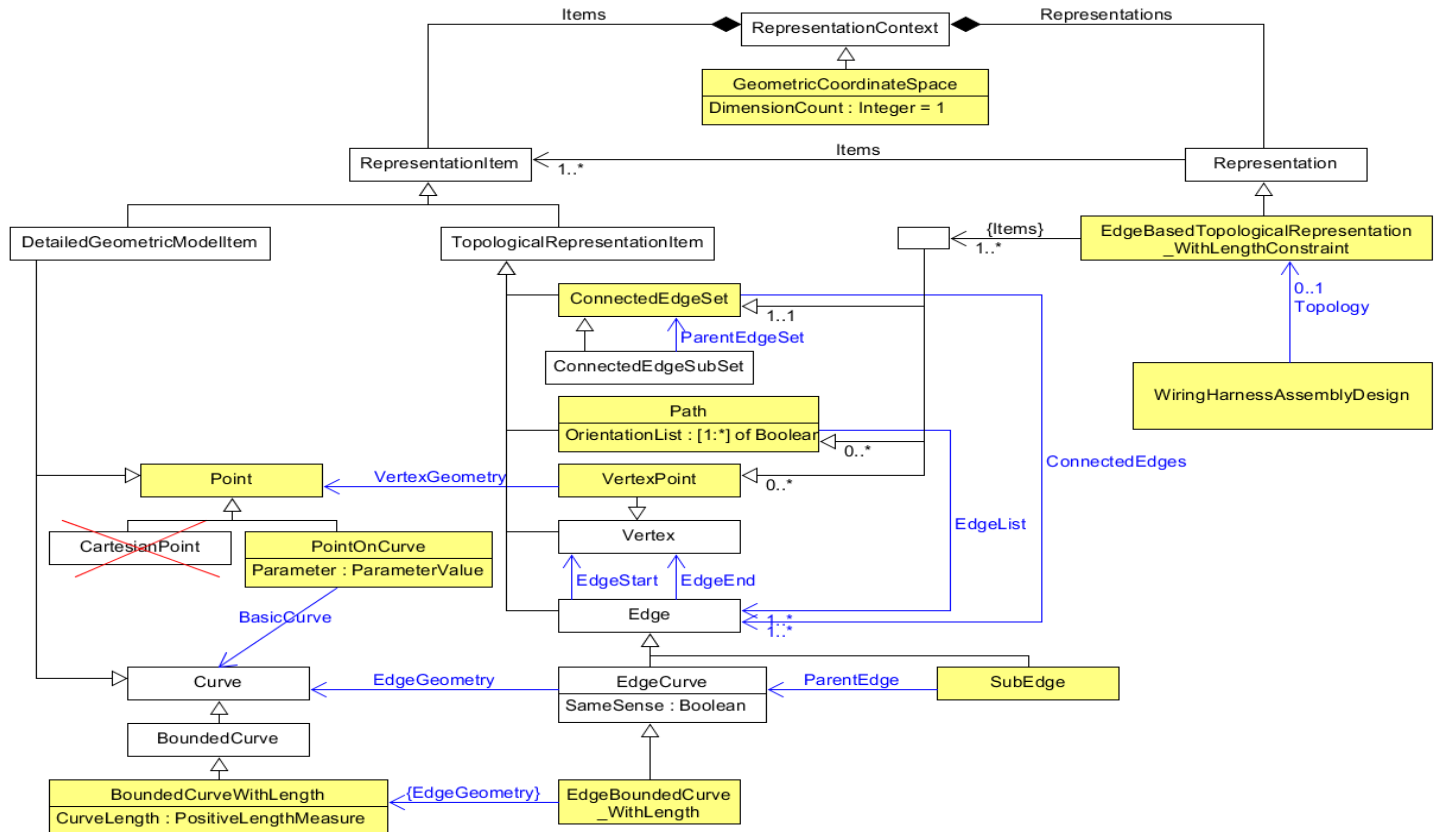 Items
Representations
RepresentationContext
GeometricCoordinateSpace
DimensionCount : Integer = 1
Items
RepresentationItem
1..*
Representation
DetailedGeometricModelItem
TopologicalRepresentationItem
{Items}
1..*
EdgeBasedTopologicalRepresentation
_WithLengthConstraint
ConnectedEdgeSet
1..1
0..1
Topology
ParentEdgeSet
ConnectedEdgeSubSet
WiringHarnessAssemblyDesign
Path
OrientationList : [1:*] of Boolean
0..*
ConnectedEdges
Point
VertexGeometry
VertexPoint
0..*
EdgeList
CartesianPoint
PointOnCurve
Parameter : ParameterValue
Vertex
EdgeStart
EdgeEnd
BasicCurve
Edge
1..*
1..*
Curve
EdgeGeometry
EdgeCurve
SameSense : Boolean
ParentEdge
SubEdge
BoundedCurve
BoundedCurveWithLength
CurveLength : PositiveLengthMeasure
{EdgeGeometry}
EdgeBoundedCurve
_WithLength